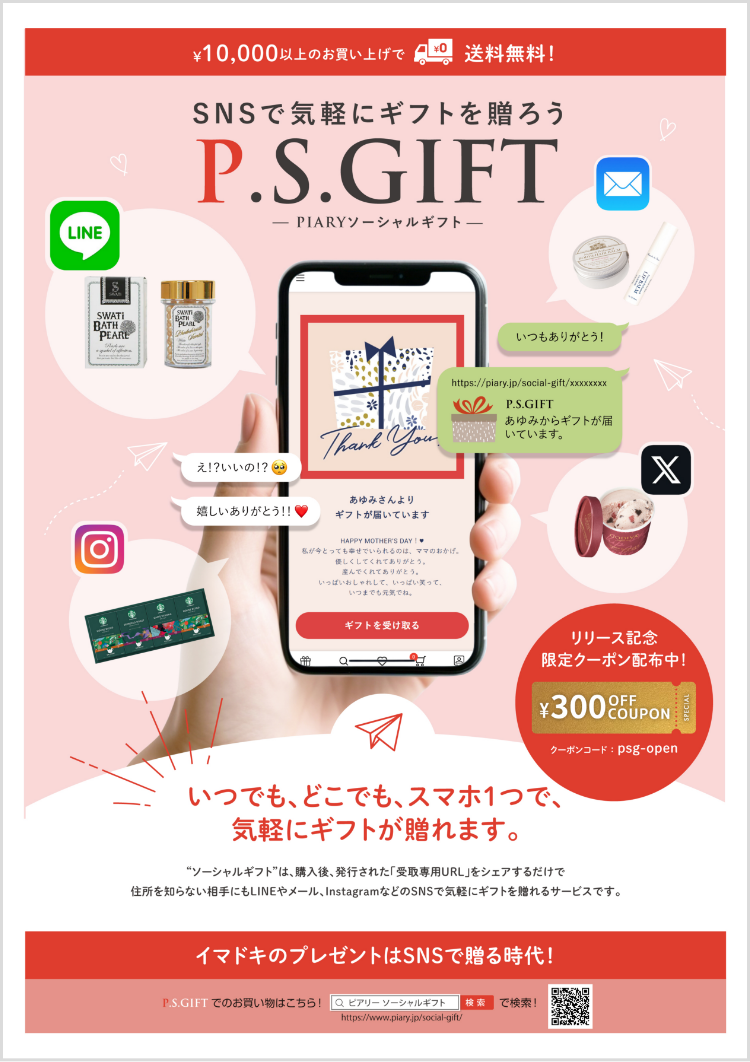 ¥10,000以上のお買い上げで ¥0 送料無料!
SNSで気軽にギフトを贈ろう
P.S.GIFT
— PIARYソーシャルギフト —
LINE
SWATi
BATH
PEARL
SWATi
BATH
PEARL
いつもありがとう!
https://piary.jp/social-gift/xxxxxxxx
P.S.GIFT
あゆみからギフトが届
いています。
Thank You
え!?いいの!?🥺
嬉しいありがとう!!❤️
あゆみさんより
ギフトが届いています
HAPPY MOTHER'S DAY!♥
私が今とっても幸せでいられるのは、ママのおかげ。
優しくしてくれてありがとう。
産んでくれてありがとう。
いっぱいおしゃれして、いっぱい笑って、
いつまでも元気でね。
ギフトを受け取る
リリース記念
限定クーポン配布中!
¥300 OFF COUPON SPECIAL
クーポンコード:psg-open
いつでも、どこでも、スマホ1つで、
気軽にギフトが贈れます。
“ソーシャルギフト”は、購入後、発行された「受取専用URL」をシェアするだけで
住所を知らない相手にもLINEやメール、InstagramなどのSNSで気軽にギフトを贈れるサービスです。
イマドキのプレゼントはSNSで贈る時代!
P.S.GIFT でのお買い物はこちら! ピアリー ソーシャルギフト 検索 で検索!
https://www.piary.jp/social-gift/